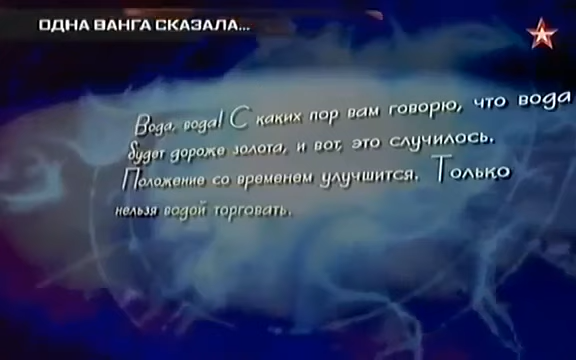 ОДНА ВАНГА СКАЗАЛА...
Вода, вода! С каких пор вам говорю, что вода
будет дороже золота, и вот, это случилось.
Положение со временем улучшится. Только
нельзя водой торговать.